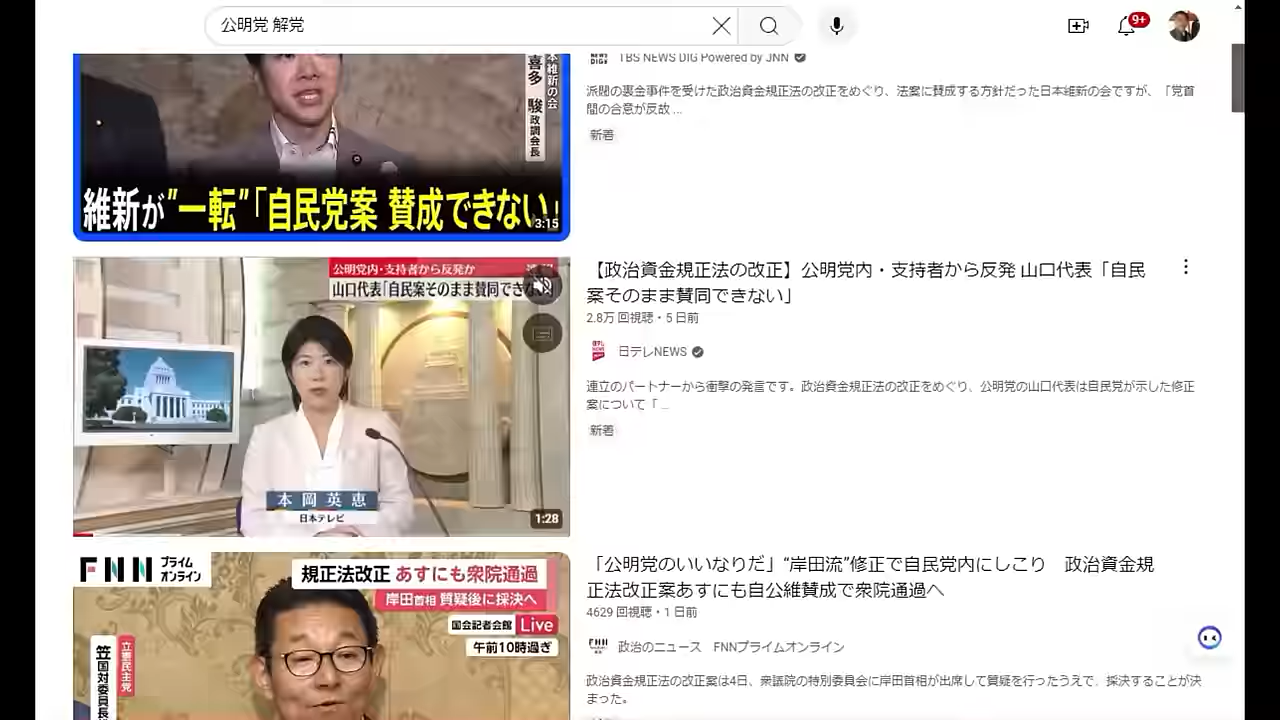 公明党 解党
9+
喜多 駿 政調会長
維新が"一転"「自民党案 賛成できない」
3:15
TBS NEWS DIG Powered by JNN
派閥の裏金事件を受けた政治資金規正法の改正をめぐり、法案に賛成する方針だった日本維新の会ですが、「党首
間の合意が反故 ...
新着
公明党内・支持者から反発か
山口代表「自民案そのまま賛同できない」
本岡英恵
日本テレビ
1:28
【政治資金規正法の改正】公明党内・支持者から反発 山口代表「自民
案そのまま賛同できない」
2.8万 回視聴・5 日前
日テレNEWS
連立のパートナーから衝撃の発言です。政治資金規正法の改正をめぐり、公明党の山口代表は自民党が示した修正
案について「 ...
新着
FNN プライムオンライン
規正法改正 あすにも衆院通過
岸田首相 質疑後に採決へ
国会記者会館 Live
午前10時過ぎ
立憲民主党
笠 国対委員長
「公明党のいいなりだ」“岸田流”修正で自民党内にしこり 政治資金規
正法改正案あすにも自公維賛成で衆院通過へ
4629 回視聴・1 日前
政治のニュース FNNプライムオンライン
政治資金規正法の改正案は4日、衆議院の特別委員会に岸田首相が出席して質疑を行ったうえで、採決することが決
まった。